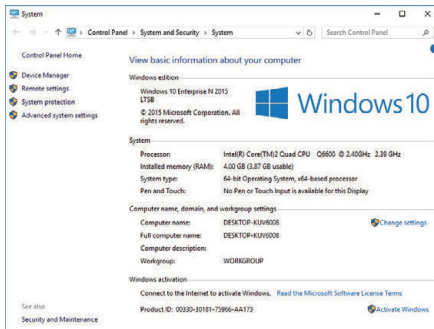 System
Control Panel > System and Security > System
Search Control Panel
Control Panel Home
Device Manager
Remote settings
System protection
Advanced system settings
View basic information about your computer
Windows edition
Windows 10 Enterprise N 2015
LTSB
© 2015 Microsoft Corporation. All
rights reserved.
Windows 10
System
Processor: Intel(R) Core(TM)2 Quad CPU Q6600 @ 2.40GHz 2.39 GHz
Installed memory (RAM): 4.00 GB (3.87 GB usable)
System type: 64-bit Operating System, x64-based processor
Pen and Touch: No Pen or Touch Input is available for this Display
Computer name, domain, and workgroup settings
Computer name: DESKTOP-KUV6008
Change settings
Full computer name: DESKTOP-KUV6008
Computer description:
Workgroup: WORKGROUP
Windows activation
Connect to the Internet to activate Windows. Read the Microsoft Software License Terms
Product ID: 00330-30181-75966-AA173
Activate Windows
See also
Security and Maintenance